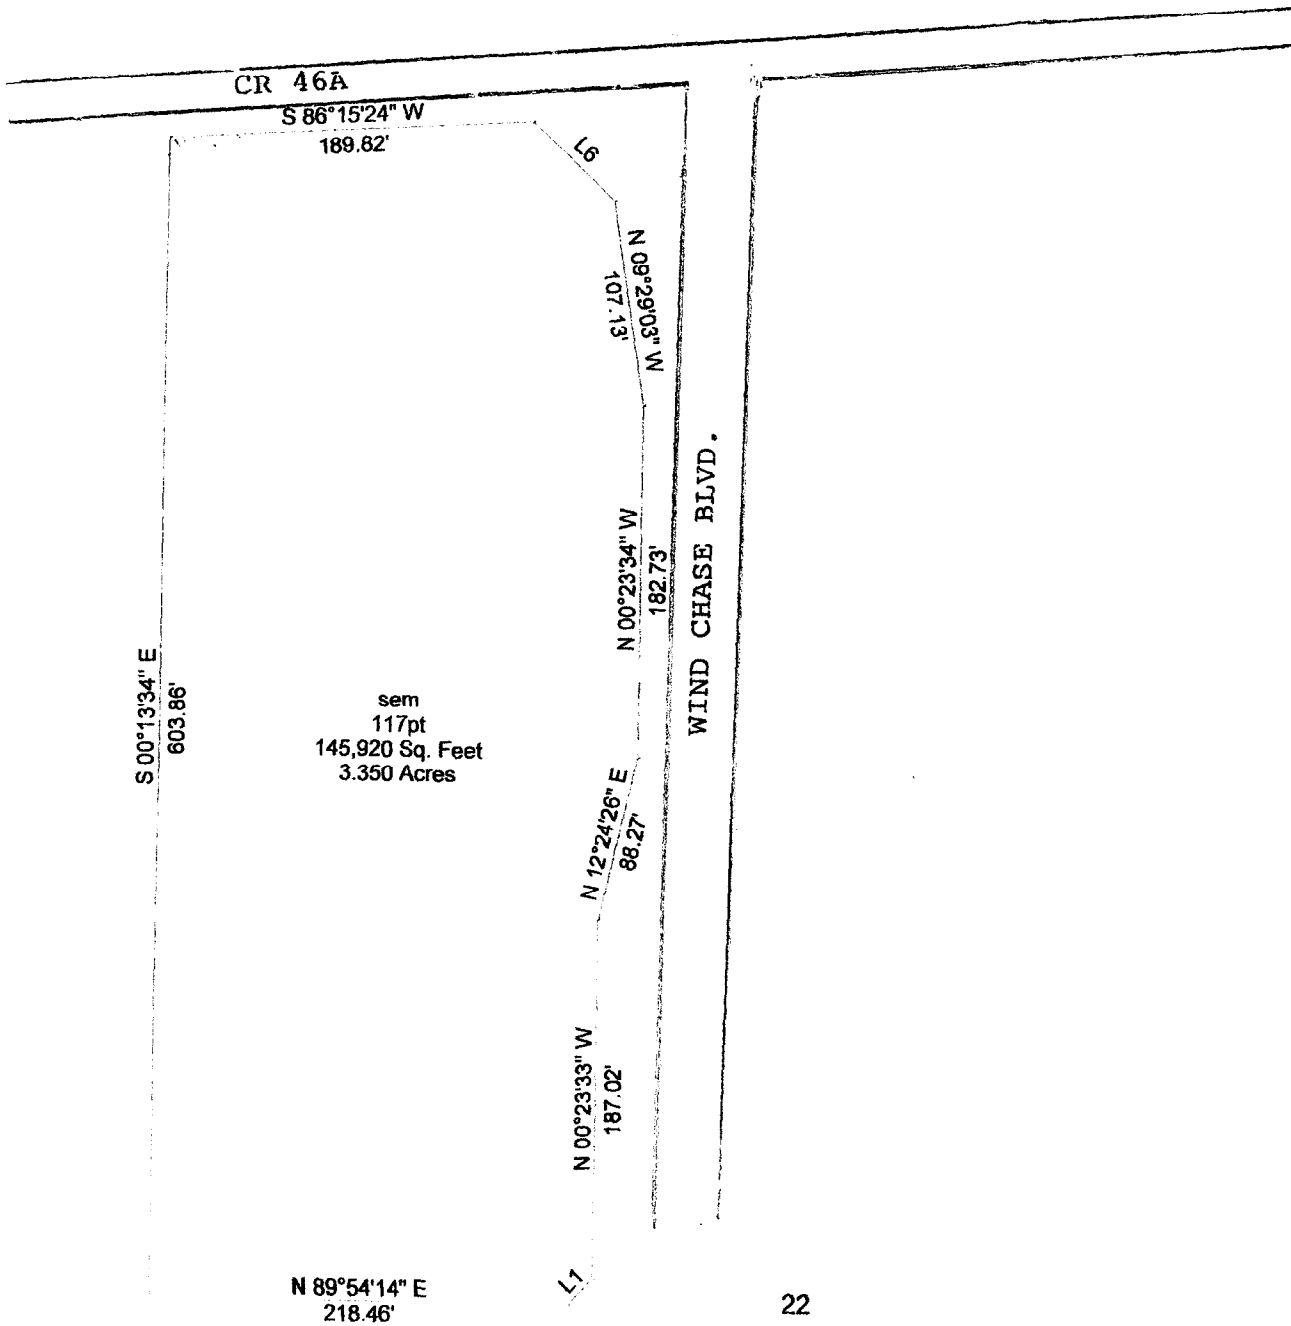 CR 46A
S 86°15'24" W
189.82'
L6
N 09°29'03" W
107.13'
N 00°23'34" W
182.73'
WIND CHASE BLVD.
S 00°13'34" E
603.86'
sem
117pt
145,920 Sq. Feet
3.350 Acres
N 12°24'26" E
88.27'
N 00°23'33" W
187.02'
L1
N 89°54'14" E
218.46'
22